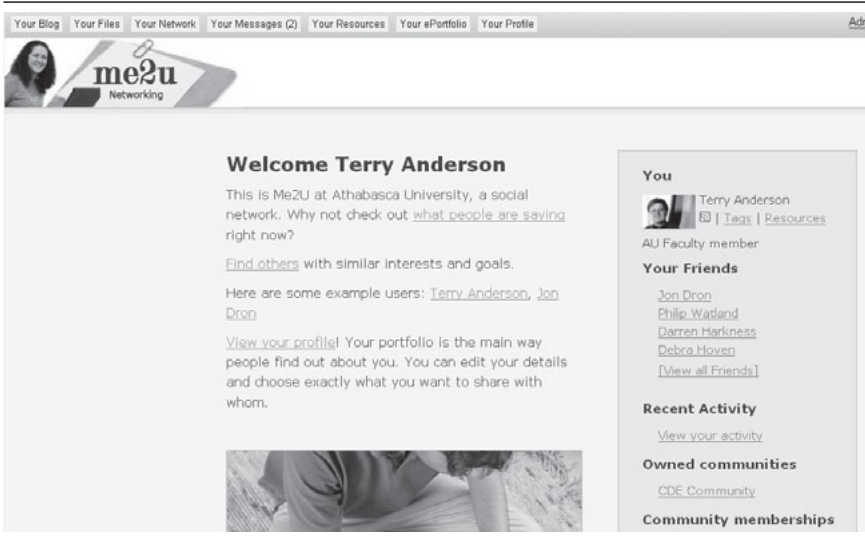 Your Blog Your Files Your Network Your Messages (2) Your Resources Your ePortfolio Your Profile
me2u
Networking
Welcome Terry Anderson
This is Me2U at Athabasca University, a social
network. Why not check out what people are saying
right now?
Find others with similar interests and goals.
Here are some example users: Terry Anderson, Jon
Dron
View your profile! Your portfolio is the main way
people find out about you. You can edit your details
and choose exactly what you want to share with
whom.
You
Terry Anderson
| Tags | Resources
AU Faculty member
Your Friends
Jon Dron
Philip Watland
Darren Harkness
Debra Hoven
[View all Friends]
Recent Activity
View your activity
Owned communities
CDE Community
Community memberships